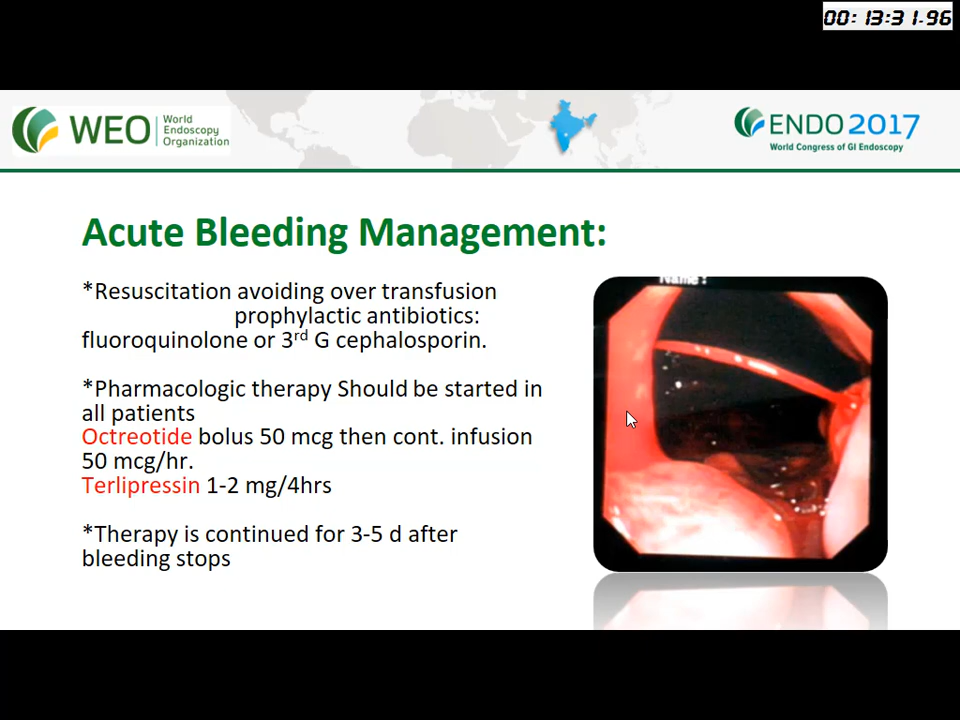 00: 13:31.96
WEO
World
Endoscopy
Organization
ENDO 2017
World Congress of GI Endoscopy
Acute Bleeding Management:
*Resuscitation avoiding over transfusion
prophylactic antibiotics:
fluoroquinolone or 3rd G cephalosporin.
*Pharmacologic therapy Should be started in
all patients
Octreotide bolus 50 mcg then cont. infusion
50 mcg/hr.
Terlipressin 1-2 mg/4hrs
*Therapy is continued for 3-5 d after
bleeding stops
Name: